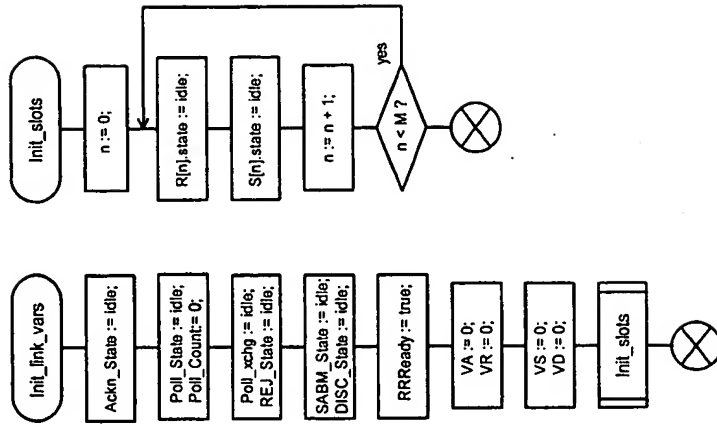 Init_link_vars
Ackn_State := idle;
Poll_State := idle;
Poll_Count:= 0;
Poll_xchg := idle;
REJ_State := idle;
SABM_State := idle;
DISC_State := idle;
RRReady := true;
VA := 0;
VR := 0;
VS := 0;
VD := 0;
Init_slots
Init_slots
n := 0;
R[n].state := idle;
S[n].state := idle;
n := n + 1;
n < M ?
yes